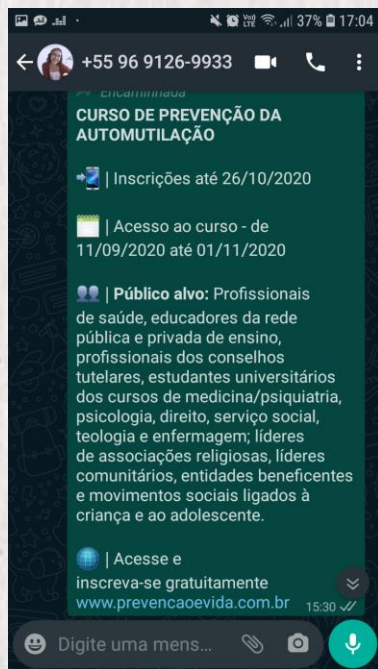 37% 17:04
+55 96 9126-9933
Encaminhada
CURSO DE PREVENÇÃO DA
AUTOMUTILAÇÃO
| Inscrições até 26/10/2020
| Acesso ao curso - de
11/09/2020 até 01/11/2020
| Público alvo: Profissionais
de saúde, educadores da rede
pública e privada de ensino,
profissionais dos conselhos
tutelares, estudantes universitários
dos cursos de medicina/psiquiatria,
psicologia, direito, serviço social,
teologia e enfermagem; líderes
de associações religiosas, líderes
comunitários, entidades beneficentes
e movimentos sociais ligados à
criança e ao adolescente.
| Acesse e
inscreva-se gratuitamente
www.prevencaoevida.com.br 15:30
Digite uma mens...